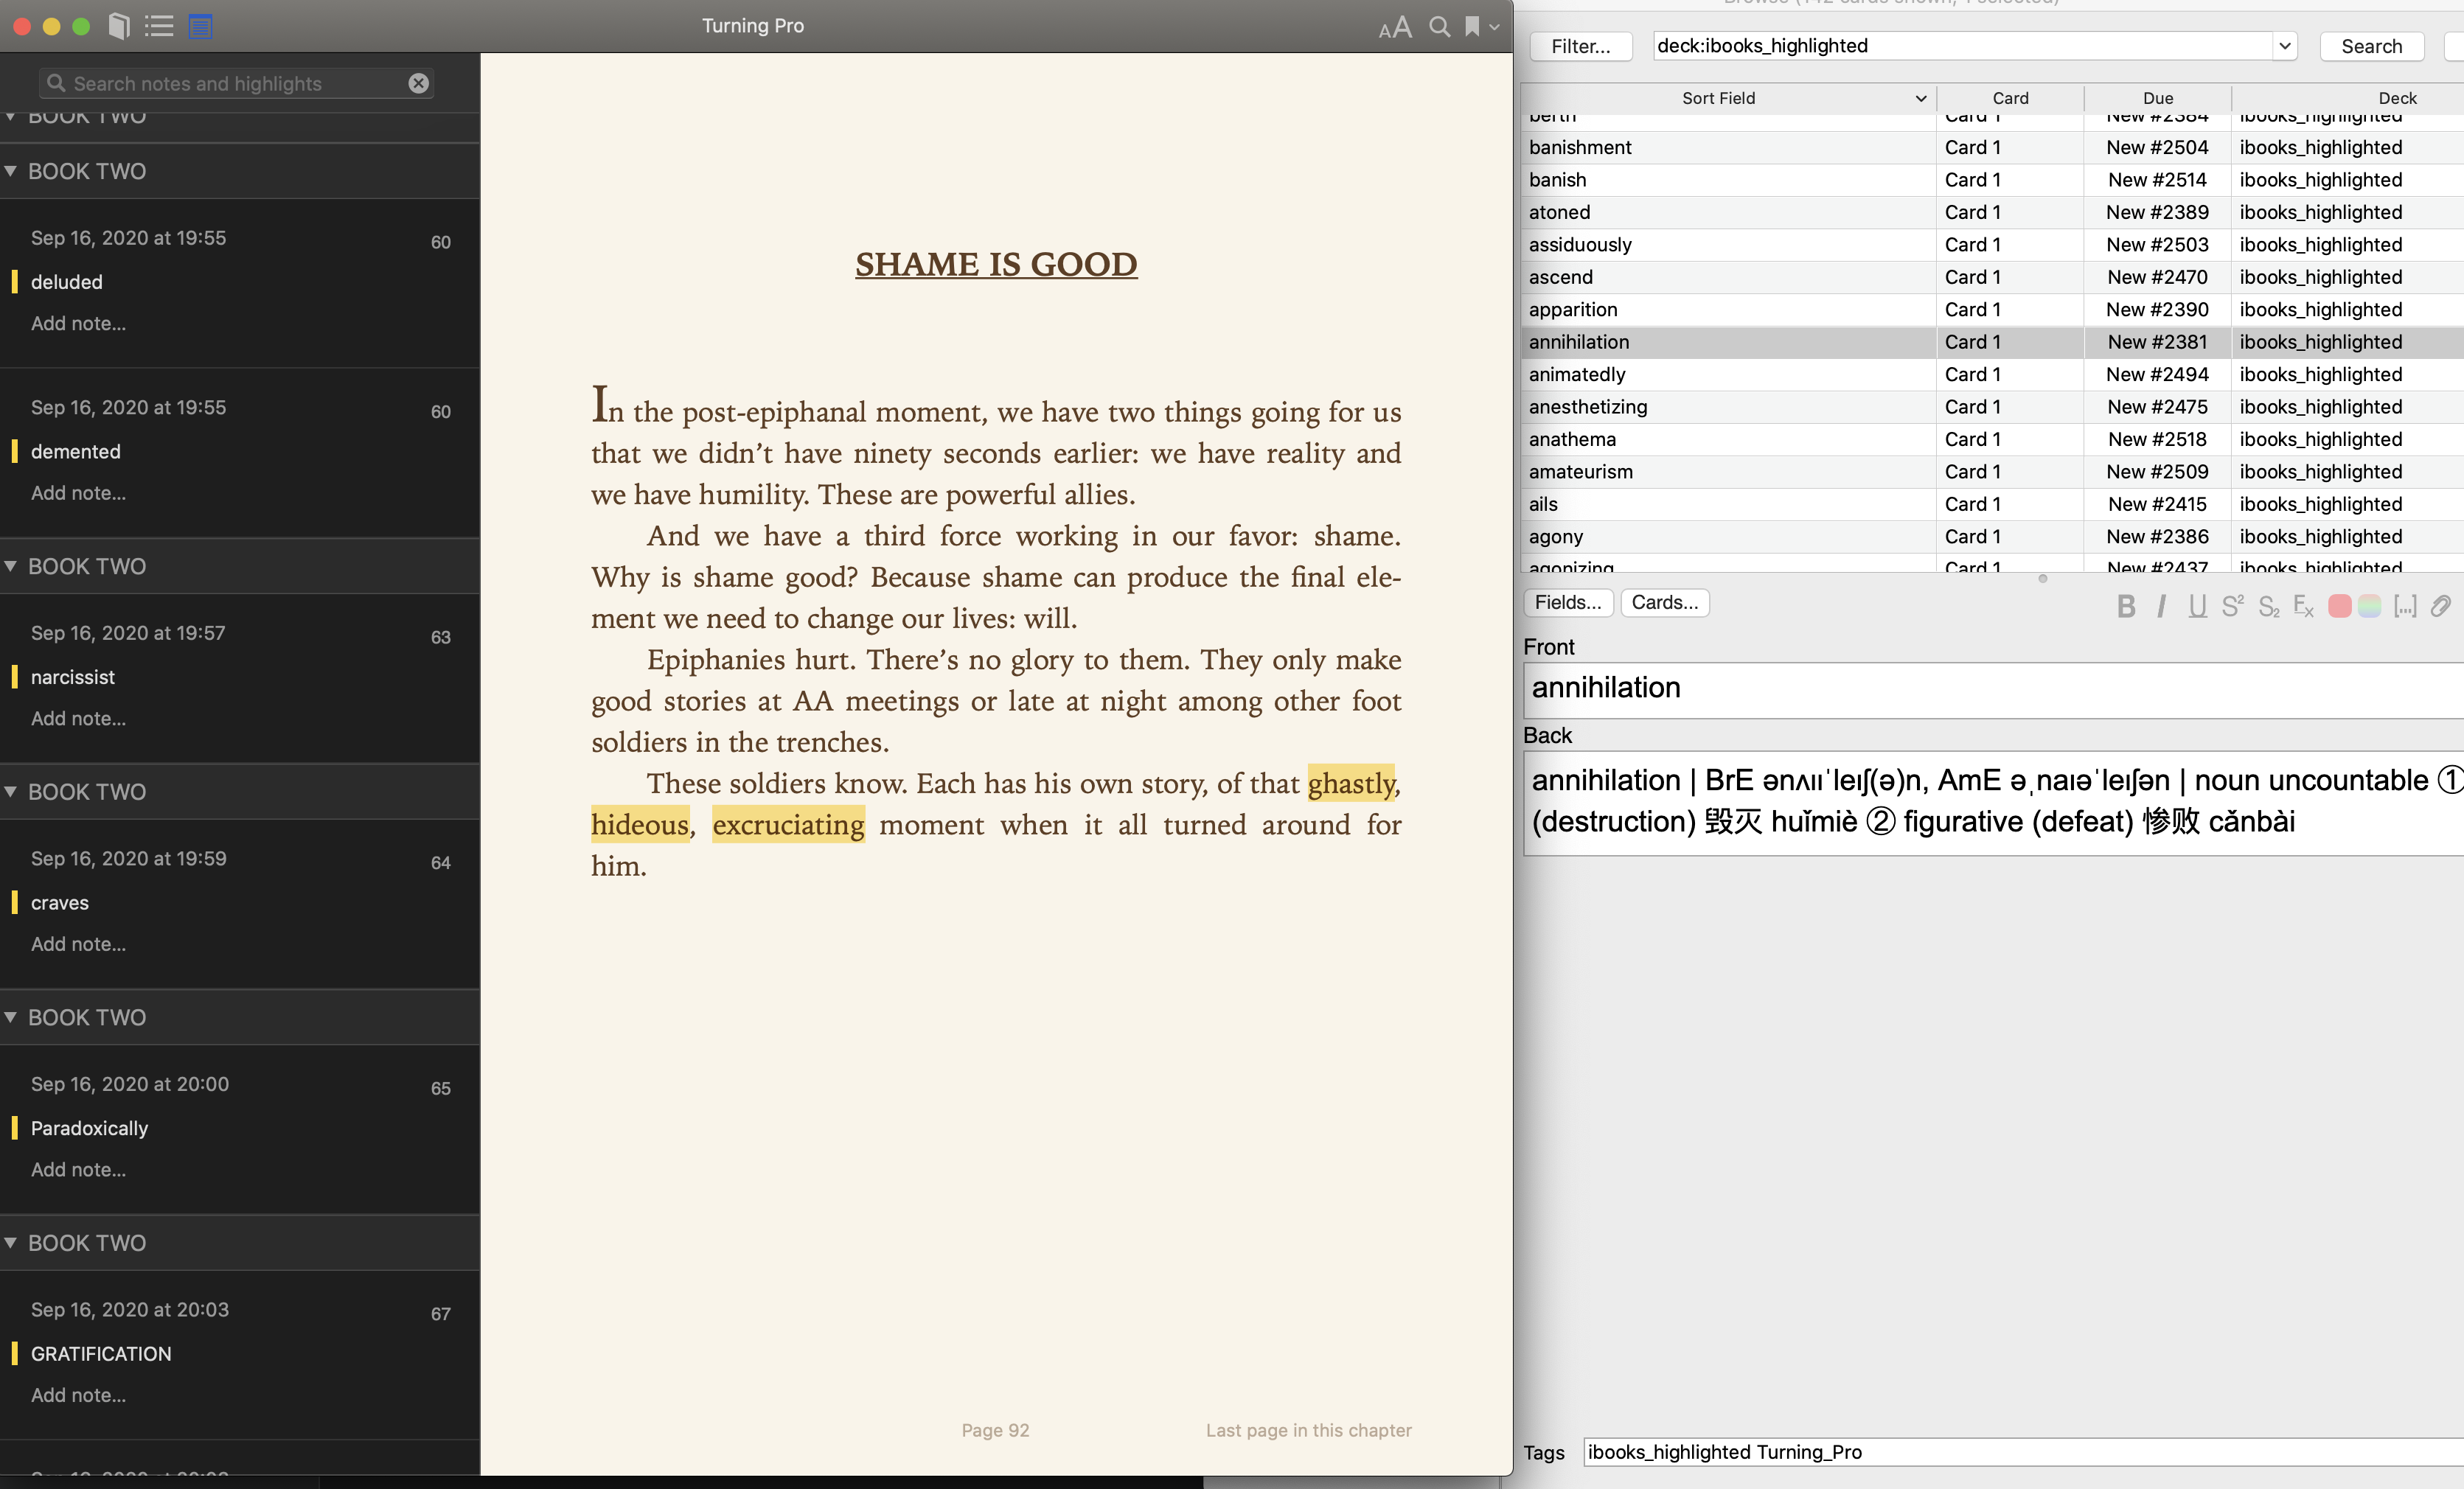 Turning Pro
AA
Search notes and highlights
BOOK TWO
BOOK TWO
Sep 16, 2020 at 19:55
60
deluded
Add note...
Sep 16, 2020 at 19:55
60
demented
Add note...
BOOK TWO
Sep 16, 2020 at 19:57
63
narcissist
Add note...
BOOK TWO
Sep 16, 2020 at 19:59
64
craves
Add note...
BOOK TWO
Sep 16, 2020 at 20:00
65
Paradoxically
Add note...
BOOK TWO
Sep 16, 2020 at 20:03
67
GRATIFICATION
Add note...
SHAME IS GOOD
In the post-epiphanal moment, we have two things going for us
that we didn’t have ninety seconds earlier: we have reality and
we have humility. These are powerful allies.
And we have a third force working in our favor: shame.
Why is shame good? Because shame can produce the final ele-
ment we need to change our lives: will.
Epiphanies hurt. There’s no glory to them. They only make
good stories at AA meetings or late at night among other foot
soldiers in the trenches.
These soldiers know. Each has his own story, of that ghastly,
hideous, excruciating moment when it all turned around for
him.
Page 92
Last page in this chapter
Filter...
deck:ibooks_highlighted
Search
Sort Field Card Due Deck
berth Card 1 New #2384 ibooks_highlighted
banishment Card 1 New #2504 ibooks_highlighted
banish Card 1 New #2514 ibooks_highlighted
atoned Card 1 New #2389 ibooks_highlighted
assiduously Card 1 New #2503 ibooks_highlighted
ascend Card 1 New #2470 ibooks_highlighted
apparition Card 1 New #2390 ibooks_highlighted
annihilation Card 1 New #2381 ibooks_highlighted
animatedly Card 1 New #2494 ibooks_highlighted
anesthetizing Card 1 New #2475 ibooks_highlighted
anathema Card 1 New #2518 ibooks_highlighted
amateurism Card 1 New #2509 ibooks_highlighted
ails Card 1 New #2415 ibooks_highlighted
agony Card 1 New #2386 ibooks_highlighted
agonizing Card 1 New #2437 ibooks_highlighted
Fields...
Cards...
B I U S² S₂ Fx [...]
Front
annihilation
Back
annihilation | BrE ənʌɪɪˈleɪʃ(ə)n, AmE əˌnaɪəˈleɪʃən | noun uncountable ①
(destruction) 毁灭 huǐmiè ② figurative (defeat) 惨败 cǎnbài
Tags
ibooks_highlighted Turning_Pro